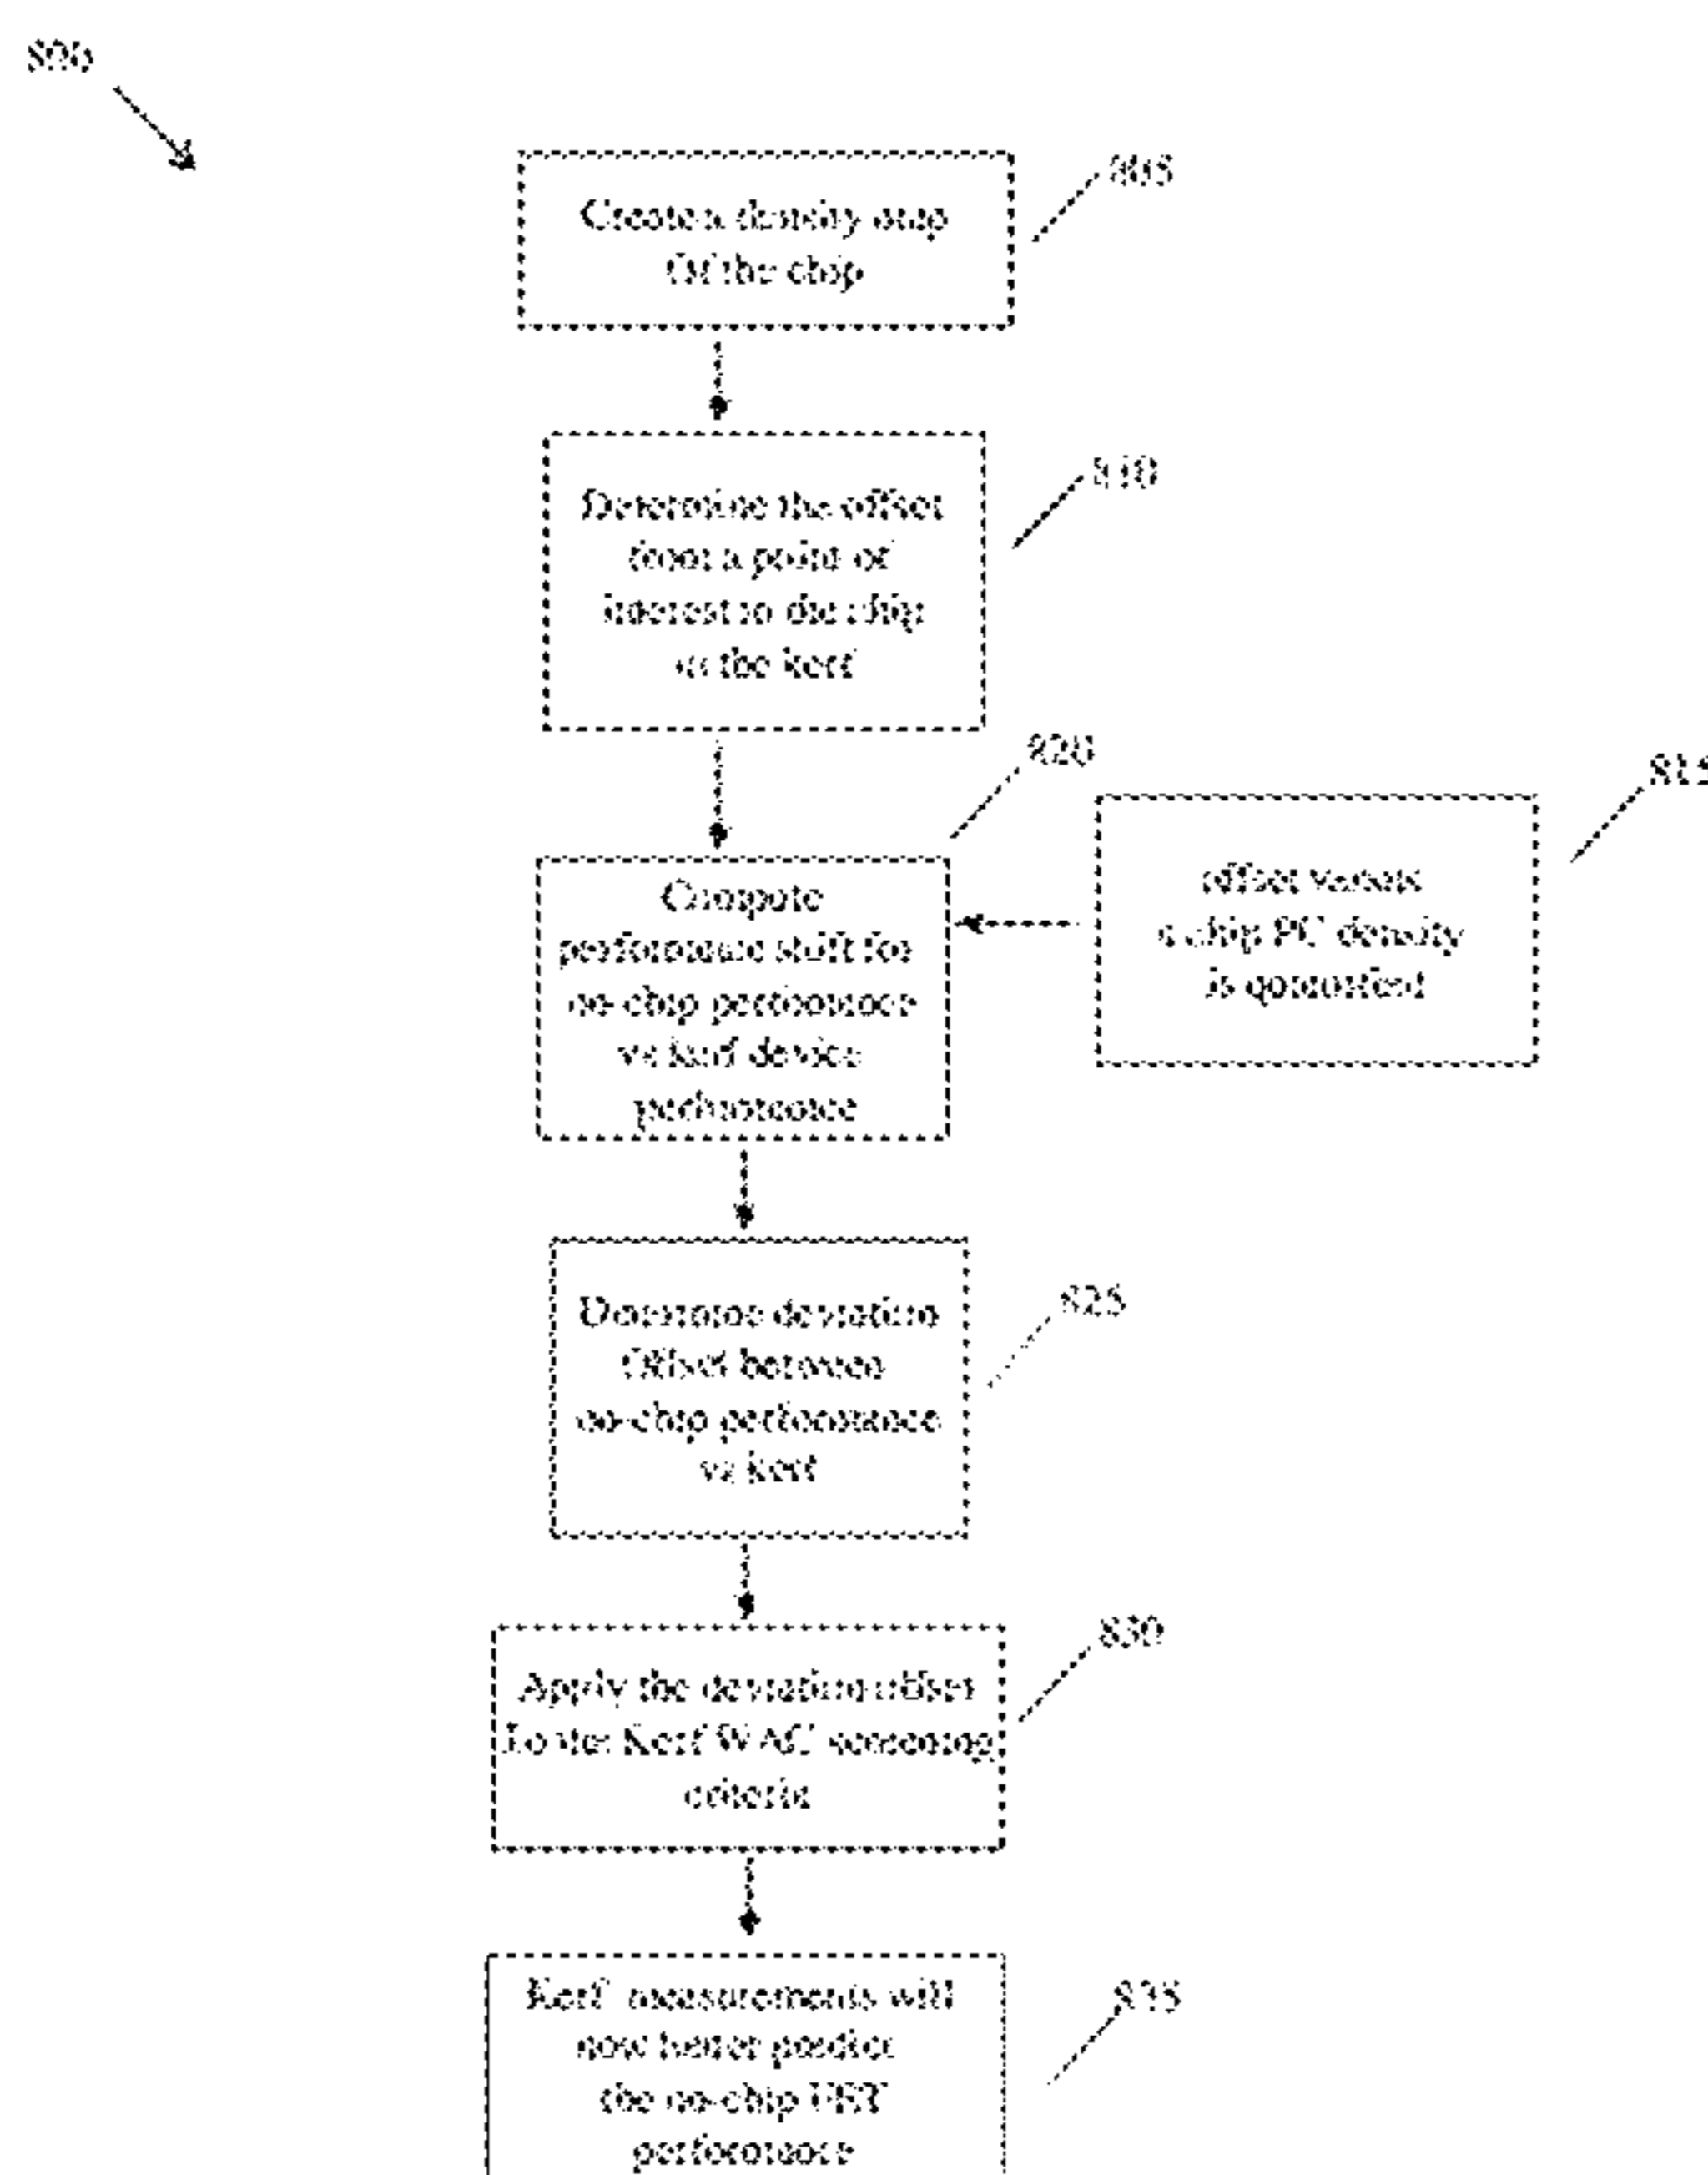 800
805
Create a density map
Of the chip
810
Determine the offset
from a point of
interest in the chip
to the kerf
820
815
Compute
performance shift for
on-chip performance
vs kerf device
performance
offset versus
chip PC density
is quantified
825
Determine deviation
Offset between
on-chip performance
vs kerf
830
Apply the deviation offset
To the Kerf WAC screening
criteria
835
Kerf measurements will
now better predict
the on-chip FET
performance